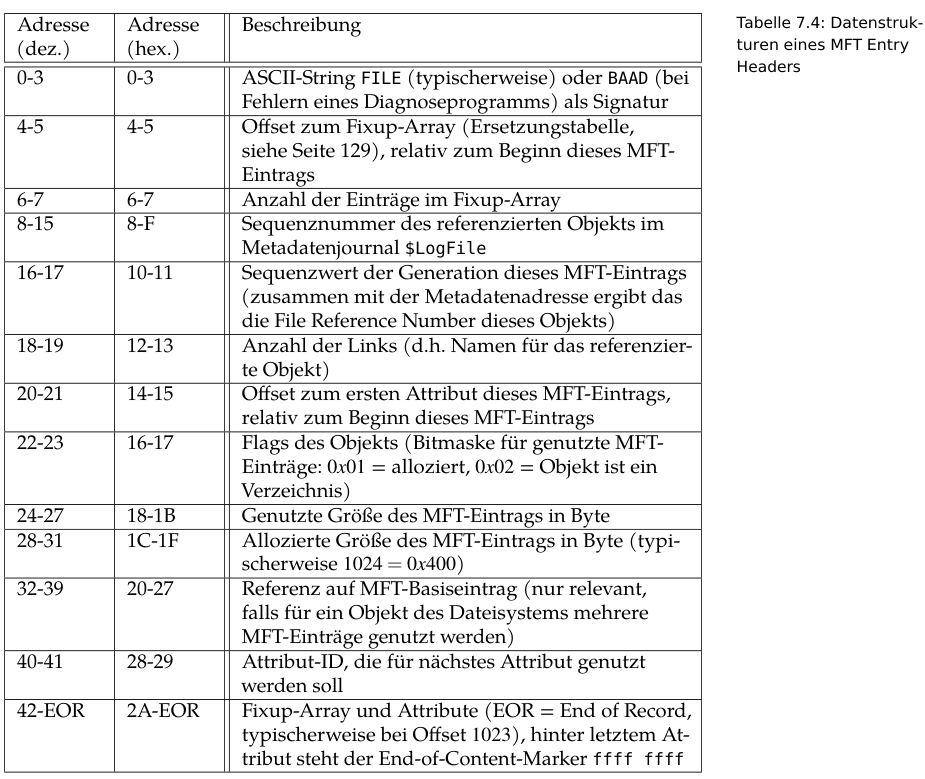 Adresse Adresse Beschreibung
(dez.) (hex.)
0-3 0-3 ASCII-String FILE (typischerweise) oder BAAD (bei
Fehlern eines Diagnoseprogramms) als Signatur
4-5 4-5 Offset zum Fixup-Array (Ersetzungstabelle,
siehe Seite 129), relativ zum Beginn dieses MFT-
Eintrags
6-7 6-7 Anzahl der Einträge im Fixup-Array
8-15 8-F Sequenznummer des referenzierten Objekts im
Metadatenjournal $LogFile
16-17 10-11 Sequenzwert der Generation dieses MFT-Eintrags
(zusammen mit der Metadatenadresse ergibt das
die File Reference Number dieses Objekts)
18-19 12-13 Anzahl der Links (d.h. Namen für das referenzier-
te Objekt)
20-21 14-15 Offset zum ersten Attribut dieses MFT-Eintrags,
relativ zum Beginn dieses MFT-Eintrags
22-23 16-17 Flags des Objekts (Bitmaske für genutzte MFT-
Einträge: 0x01 = alloziert, 0x02 = Objekt ist ein
Verzeichnis)
24-27 18-1B Genutzte Größe des MFT-Eintrags in Byte
28-31 1C-1F Allozierte Größe des MFT-Eintrags in Byte (typi-
scherweise 1024 = 0x400)
32-39 20-27 Referenz auf MFT-Basiseintrag (nur relevant,
falls für ein Objekt des Dateisystems mehrere
MFT-Einträge genutzt werden)
40-41 28-29 Attribut-ID, die für nächstes Attribut genutzt
werden soll
42-EOR 2A-EOR Fixup-Array und Attribute (EOR = End of Record,
typischerweise bei Offset 1023), hinter letztem At-
tribut steht der End-of-Content-Marker ffff ffff
Tabelle 7.4: Datenstruk-
turen eines MFT Entry
Headers